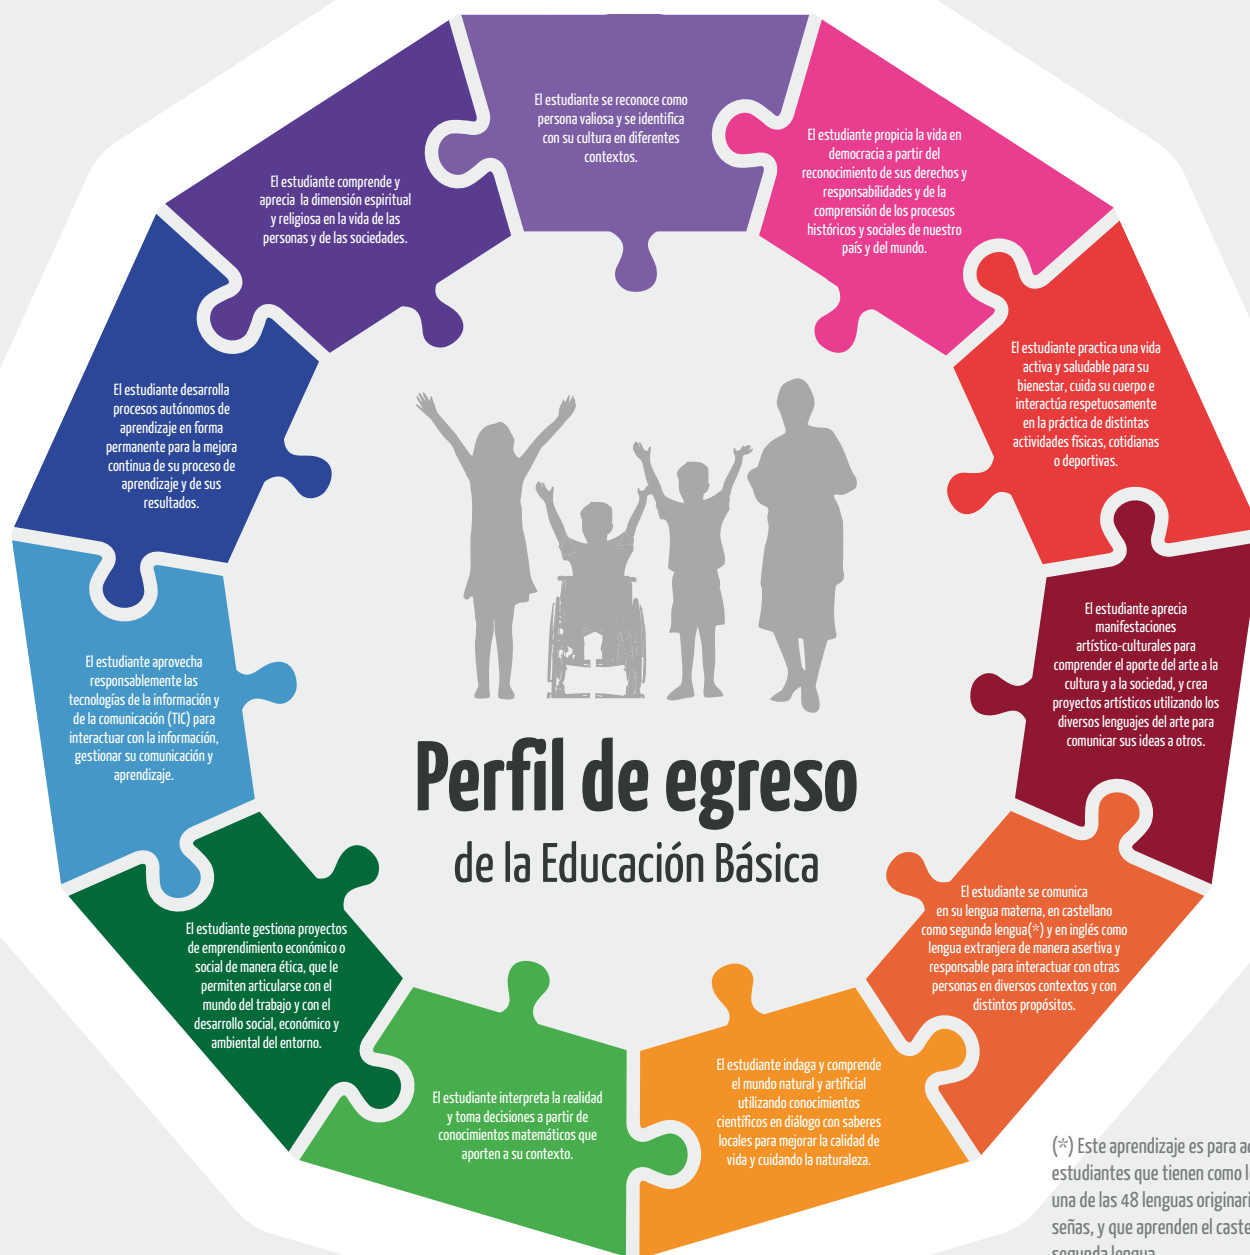 El estudiante se reconoce como
persona valiosa y se identifica
con su cultura en diferentes
contextos.
El estudiante propicia la vida en
democracia a partir del
reconocimiento de sus derechos y
responsabilidades y de la
comprensión de los procesos
históricos y sociales de nuestro
país y del mundo.
El estudiante practica una vida
activa y saludable para su
bienestar, cuida su cuerpo e
interactúa respetuosamente
en la práctica de distintas
actividades físicas, cotidianas
o deportivas.
El estudiante aprecia
manifestaciones
artístico-culturales para
comprender el aporte del arte a la
cultura y a la sociedad, y crea
proyectos artísticos utilizando los
diversos lenguajes del arte para
comunicar sus ideas a otros.
El estudiante se comunica
en su lengua materna, en castellano
como segunda lengua(*) y en inglés como
lengua extranjera de manera asertiva y
responsable para interactuar con otras
personas en diversos contextos y con
distintos propósitos.
El estudiante indaga y comprende
el mundo natural y artificial
utilizando conocimientos
científicos en diálogo con saberes
locales para mejorar la calidad de
vida y cuidando la naturaleza.
El estudiante interpreta la realidad
y toma decisiones a partir de
conocimientos matemáticos que
aporten a su contexto.
El estudiante gestiona proyectos
de emprendimiento económico o
social de manera ética, que le
permiten articularse con el
mundo del trabajo y con el
desarrollo social, económico y
ambiental del entorno.
El estudiante aprovecha
responsablemente las
tecnologías de la información y
de la comunicación (TIC) para
interactuar con la información,
gestionar su comunicación y
aprendizaje.
El estudiante desarrolla
procesos autónomos de
aprendizaje en forma
permanente para la mejora
continua de su proceso de
aprendizaje y de sus
resultados.
El estudiante comprende y
aprecia la dimensión espiritual
y religiosa en la vida de las
personas y de las sociedades.
Perfil de egreso
de la Educación Básica
(*) Este aprendizaje es para
estudiantes que tienen como
una de las 48 lenguas
señas, y que aprenden el
segunda lengua